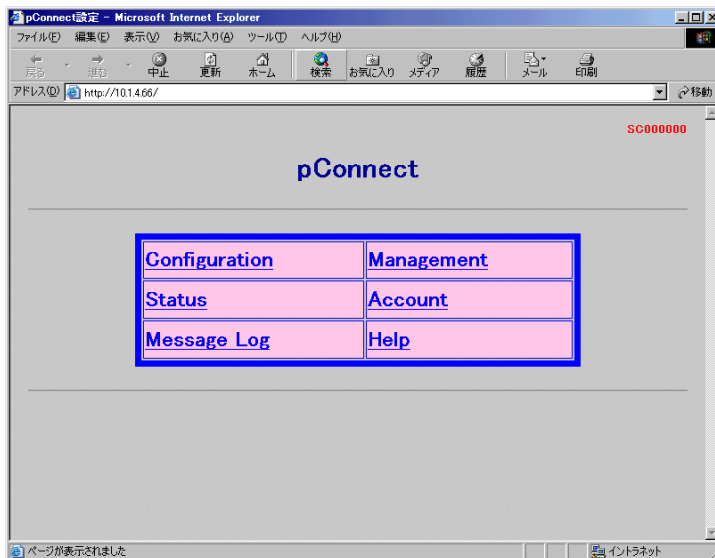 pConnect設定 - Microsoft Internet Explorer
ファイル(F) 編集(E) 表示(V) お気に入り(A) ツール(T) ヘルプ(H)
戻る 進む 中止 更新 ホーム 検索 お気に入り メディア 履歴 メール 印刷
アドレス(D) http://10.1.4.66/ 移動
SC000000
pConnect
Configuration Management
Status Account
Message Log Help
ページが表示されました イントラネット